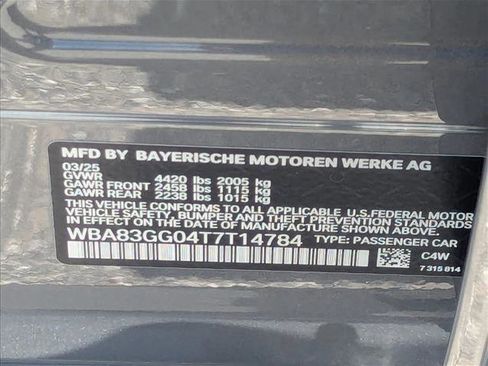 MFD BY BAYERISCHE MOTOREN WERKE AG
03/25
GVWR 4420 lbs 2005 kg
GAWR FRONT 2458 lbs 1115 kg
GAWR REAR 2238 lbs 1015 kg
THIS VEHICLE CONFORMS TO ALL APPLICABLE U.S.FEDERAL MOTOR
VEHICLE SAFETY, BUMPER AND THEFT PREVENTION STANDARDS
IN EFFECT ON THE DATE OF MANUFACTURE SHOWN ABOVE.
WBA83GG04T7T14784 TYPE: PASSENGER CAR
C4W
7 315 814